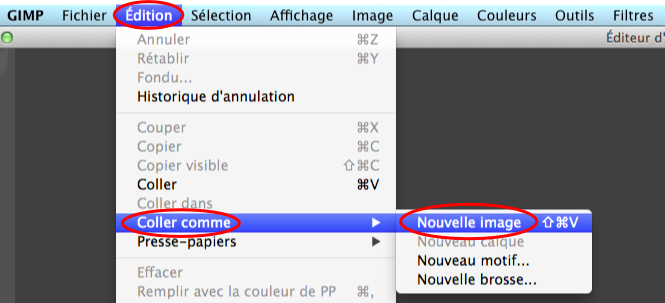 GIMP Fichier Édition Sélection Affichage Image Calque Couleurs Outils Filtres
Éditeur d'
Annuler ⌘Z
Rétablir ⌘Y
Fondu...
Historique d'annulation
Couper ⌘X
Copier ⌘C
Copier visible ⇧⌘C
Coller ⌘V
Coller dans
Coller comme
Nouvelle image ⇧⌘V
Presse-papiers
Nouveau calque
Nouveau motif...
Nouvelle brosse...
Effacer
Remplir avec la couleur de PP ⌘,